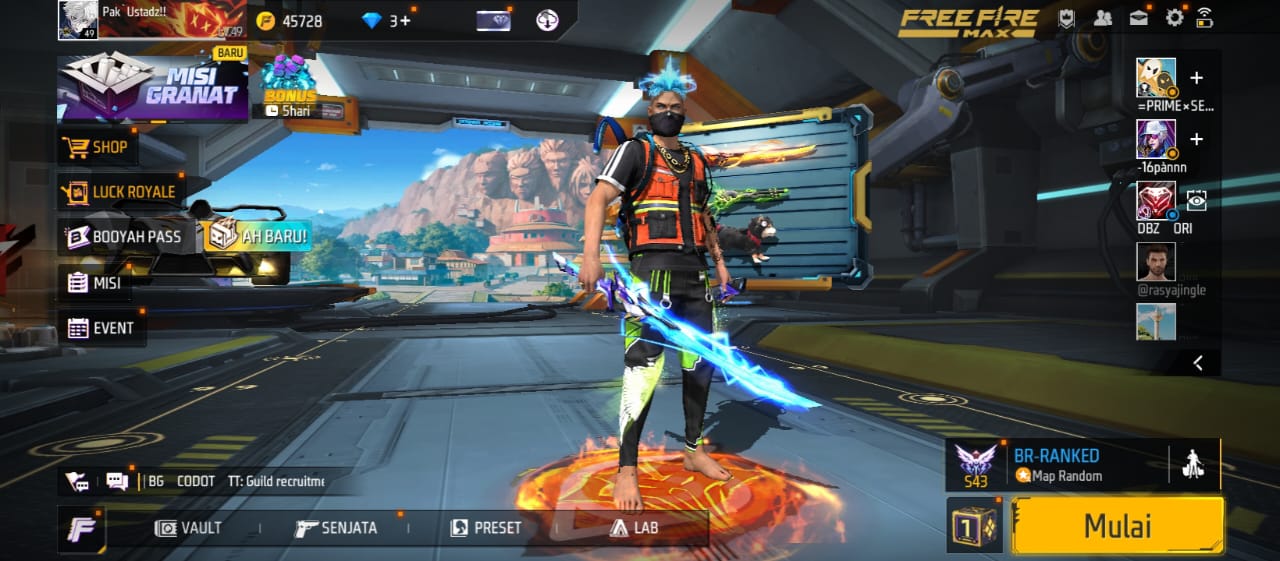 Pak Ustadz!!
49
LV.49
45728
3+
FREE FIRE
MAX
BARU
MISI
GRANAT
BONUS
5hari
=PRIME×SE...
SHOP
-16pànnn
LUCK ROYALE
DBZ ORI
BOOYAH PASS
AH BARU!
MISI
@rasyajingle
EVENT
BR-RANKED
Map Random
S43
BG CODOT TT: Guild recruitme
VAULT
SENJATA
PRESET
LAB
1
Mulai